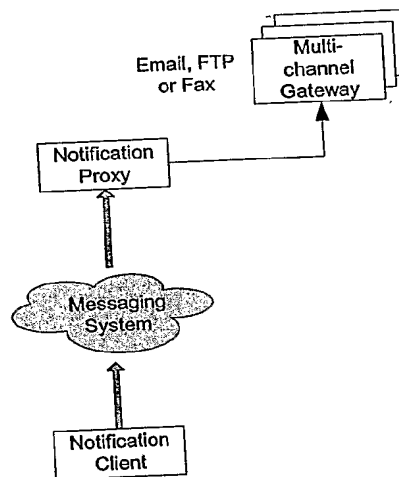 Multi-
channel
Gateway
Email, FTP
or Fax
Notification
Proxy
Messaging
System
Notification
Client